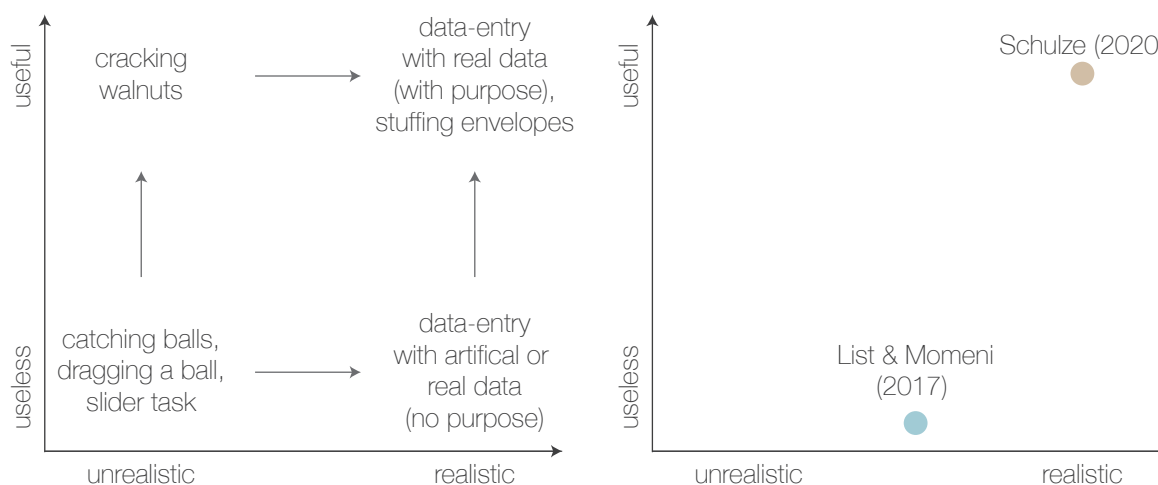 useful
cracking
walnuts
data-entry
with real data
(with purpose),
stuffing envelopes
useless
catching balls,
dragging a ball,
slider task
data-entry
with artifical or
real data
(no purpose)
unrealistic
realistic
useful
Schulze (2020
useless
List & Momeni
(2017)
unrealistic
realistic